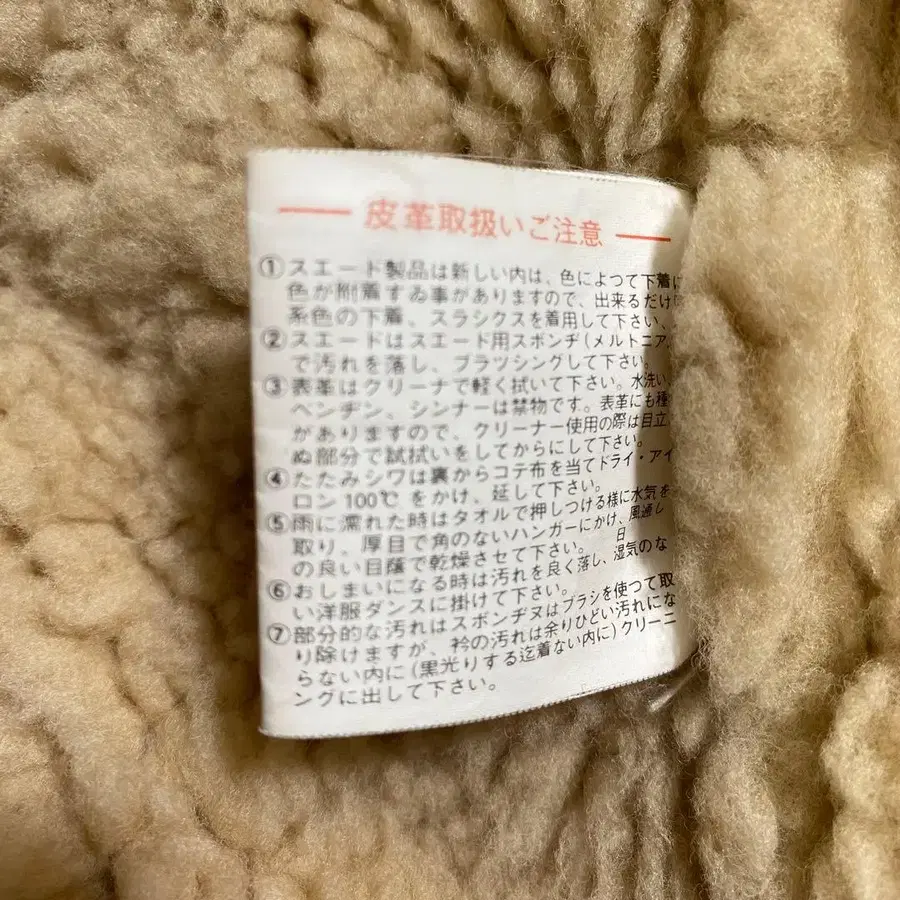 皮革取扱いご注意
①スエード製品は新しい内は、色によつて下着に
色が附着すゐ事がありますので、出来るだけ
系色の下着、スラシクスを着用して下さい、
②スエードはスエード用スポンヂ(メルトニア
で汚れを落し、ブラツシングして下さい。
③表革はクリーナで軽く拭いて下さい。水洗い、
ベンヂン シンナーは禁物です。表革にも種
がありますので、クリーナー使用の際は目立
ぬ部分で試拭いをしてからにして下さい。
④たたみシワは裏からコテ布を当てドライ・アイ
ロン100℃をかけ、延して下さい。
⑤雨に濡れた時はタオルで押しつける様に水気を
取り、厚目で角のないハンガーにかけ、風通し
日
の良い目蔭で乾燥させて下さい。
⑥おしまいになる時は汚れを良く落し、湿気のな
い洋服ダンスに掛けて下さい。
⑦部分的な汚れはスポンヂヌはブラシを使つて取
り除けますが、衿の汚れは余りひどい汚れにな
らない内に(黒光りする迄着ない内に)クリーニ
ングに出して下さい。